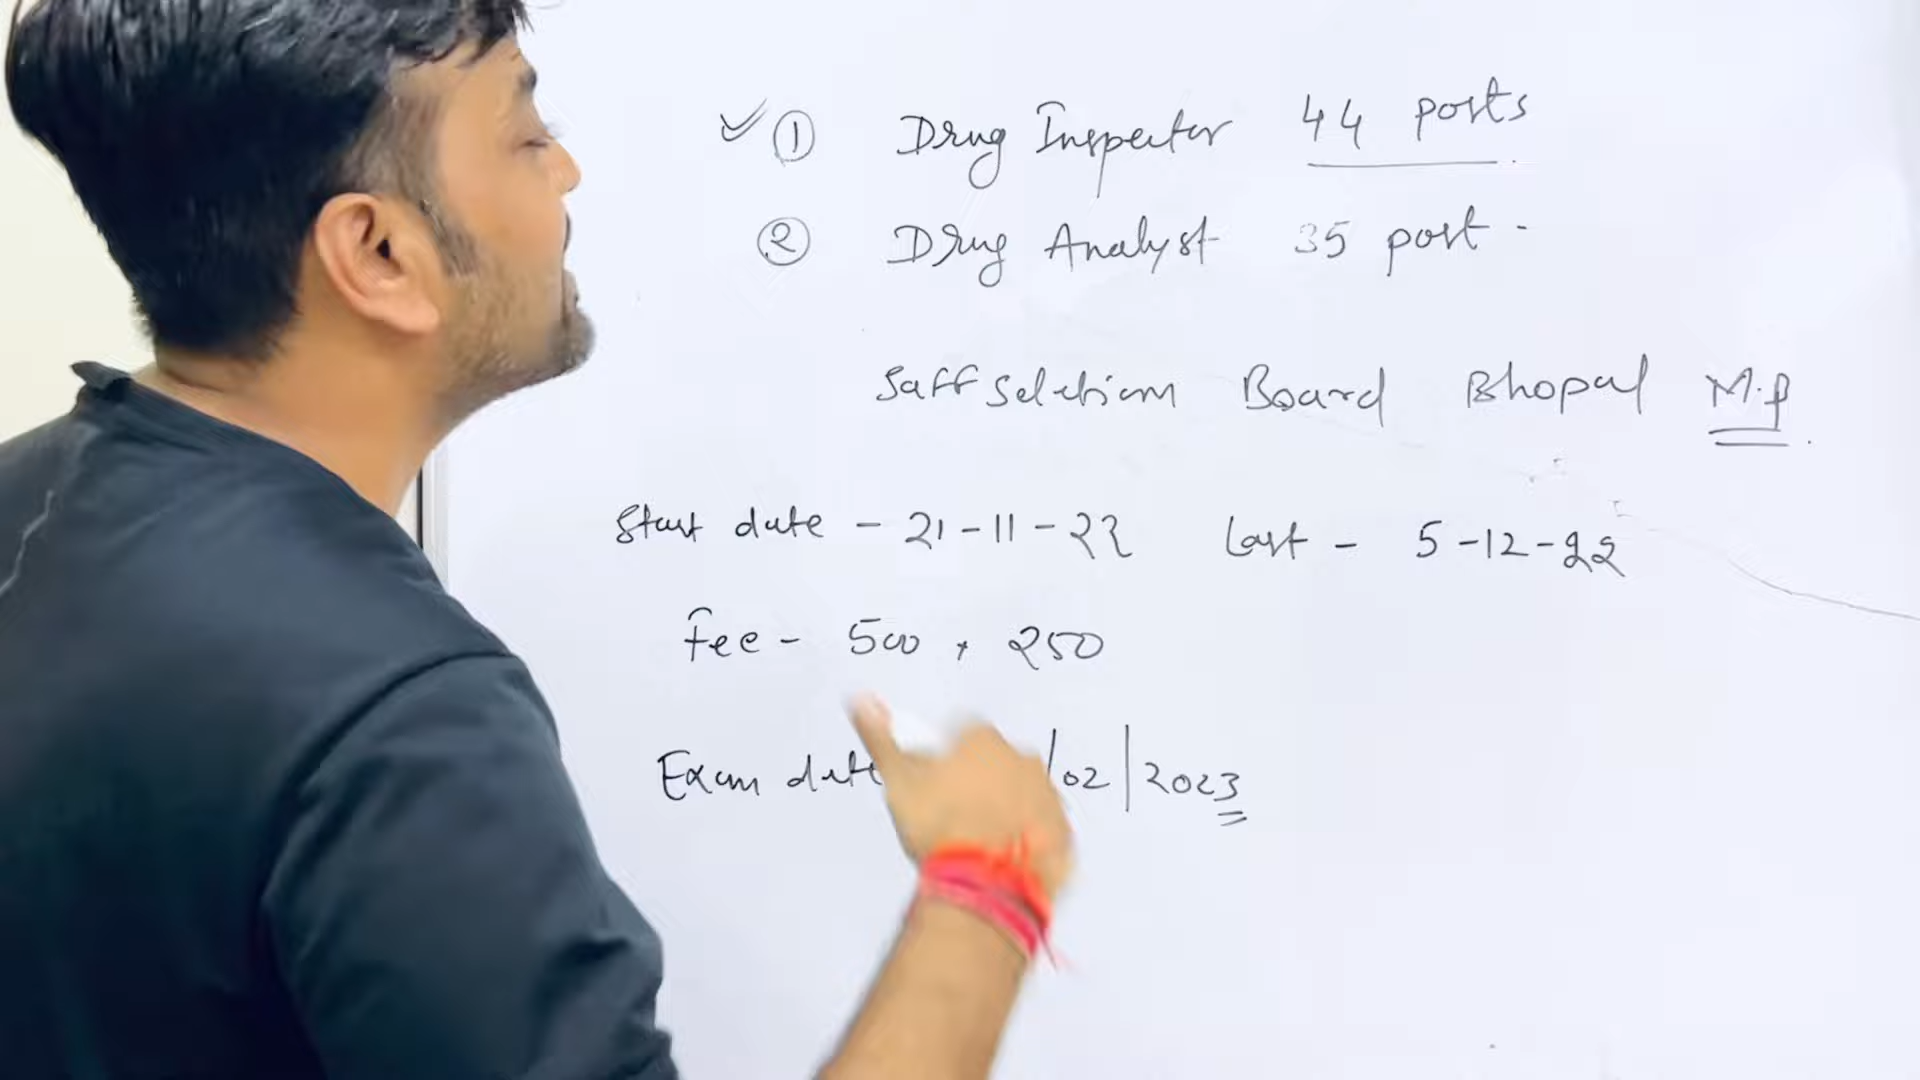 ① Drug Inspector 44 posts
② Drug Analyst 35 post -
Saff Seletion Board Bhopal M.P
Start date - 21-11-22 Last - 5-12-22
Fee - 500 + 250
Exam date /02/2023